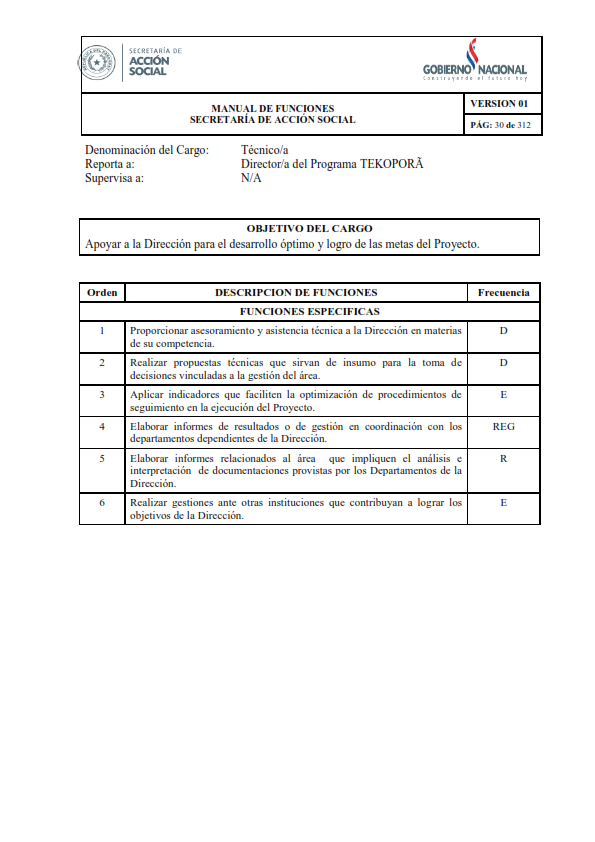 SECRETARÍA DE
ACCIÓN
SOCIAL
GOBIERNO NACIONAL
Construyendo el futuro hoy
MANUAL DE FUNCIONES
SECRETARÍA DE ACCIÓN SOCIAL
VERSION 01
PÁG: 30 de 312
Denominación del Cargo: Técnico/a
Reporta a: Director/a del Programa TEKOPORÃ
Supervisa a: N/A
OBJETIVO DEL CARGO
Apoyar a la Dirección para el desarrollo óptimo y logro de las metas del Proyecto.
Orden DESCRIPCION DE FUNCIONES Frecuencia
FUNCIONES ESPECIFICAS
1 Proporcionar asesoramiento y asistencia técnica a la Dirección en materias D
de su competencia.
2 Realizar propuestas técnicas que sirvan de insumo para la toma de D
decisiones vinculadas a la gestión del área.
3 Aplicar indicadores que faciliten la optimización de procedimientos de E
seguimiento en la ejecución del Proyecto.
4 Elaborar informes de resultados o de gestión en coordinación con los REG
departamentos dependientes de la Dirección.
5 Elaborar informes relacionados al área que impliquen el análisis e R
interpretación de documentaciones provistas por los Departamentos de la
Dirección.
6 Realizar gestiones ante otras instituciones que contribuyan a lograr los E
objetivos de la Dirección.